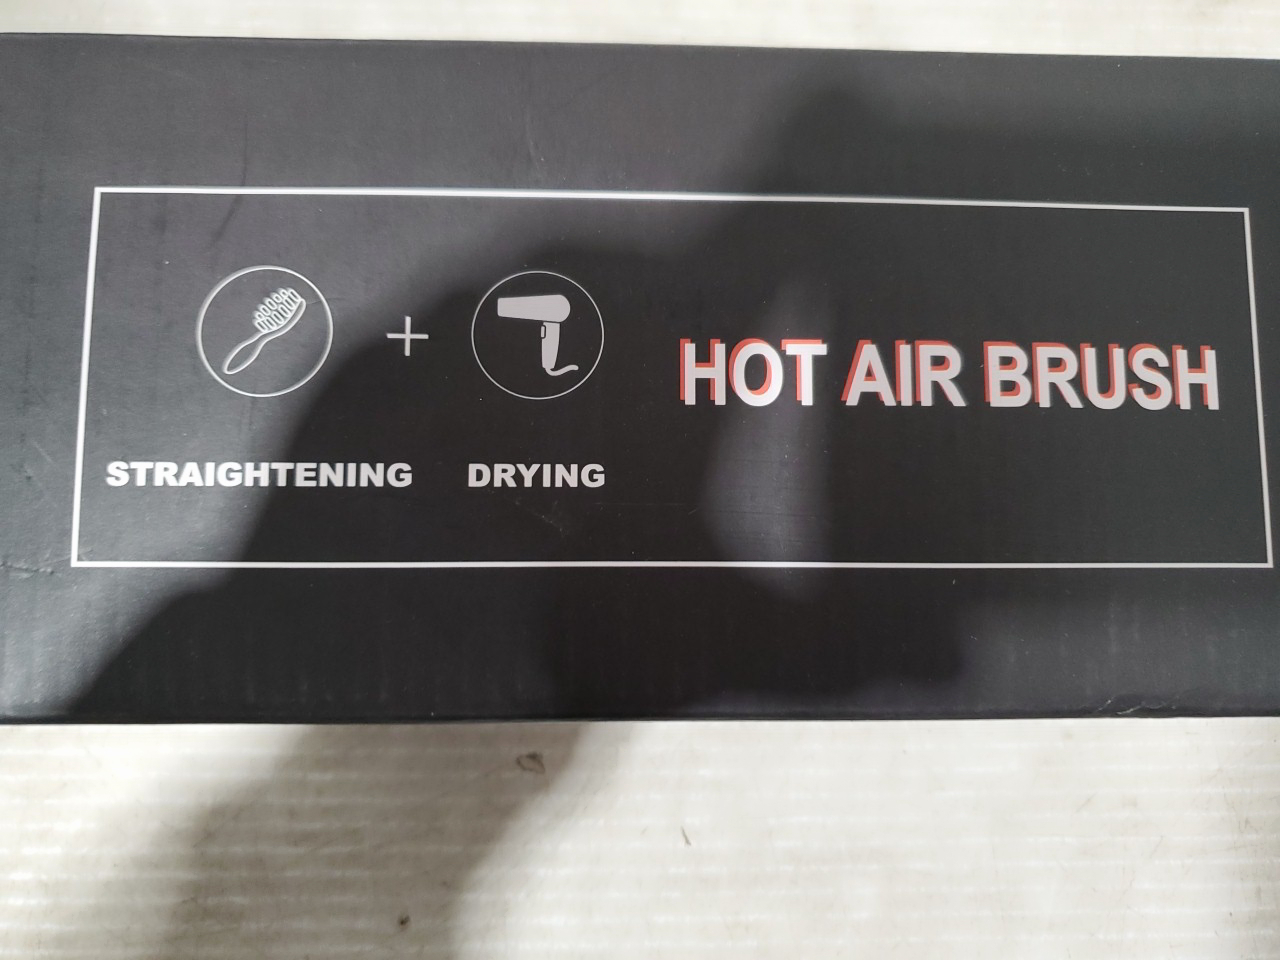 +
STRAIGHTENING DRYING
HOT AIR BRUSH